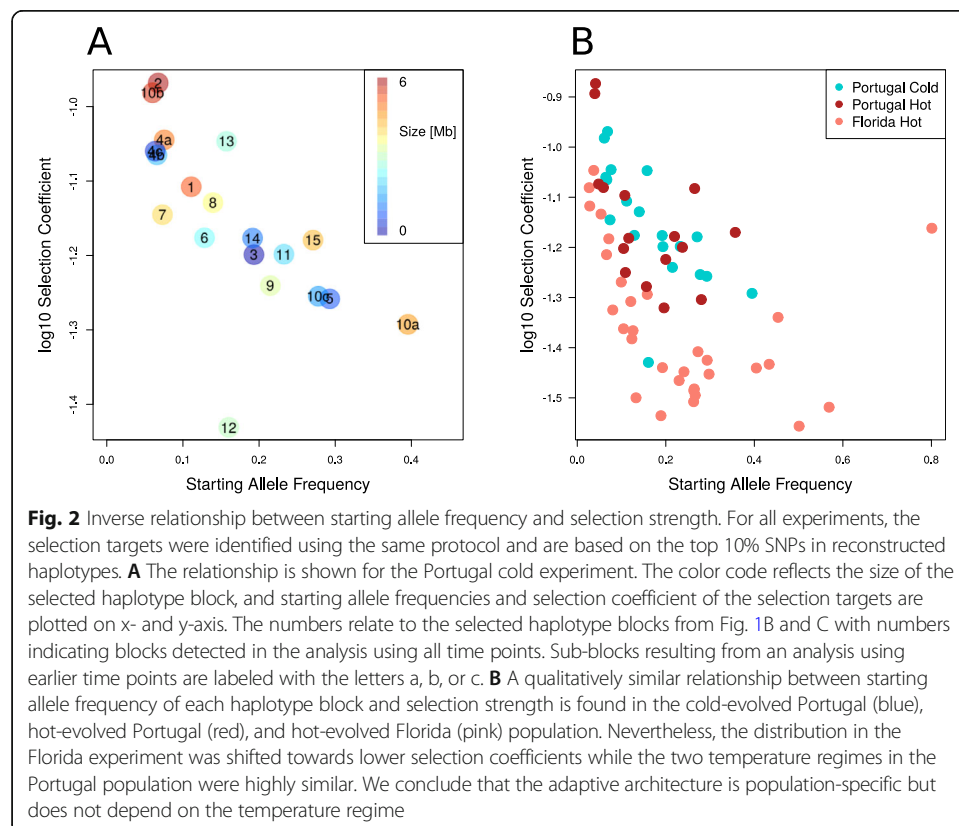 A
B
log10 Selection Coefficient
-1.0
-1.1
-1.2
-1.3
-1.4
0.0 0.1 0.2 0.3 0.4
Starting Allele Frequency
2
10b
4a
13
1
7
8
6
14
3
11
15
9
10c
5
10a
12
6
Size [Mb]
0
log10 Selection Coefficient
-0.9
-1.0
-1.1
-1.2
-1.3
-1.4
-1.5
0.0 0.2 0.4 0.6 0.8
Starting Allele Frequency
Portugal Cold
Portugal Hot
Florida Hot
Fig. 2 Inverse relationship between starting allele frequency and selection strength. For all experiments, the
selection targets were identified using the same protocol and are based on the top 10% SNPs in reconstructed
haplotypes. A The relationship is shown for the Portugal cold experiment. The color code reflects the size of the
selected haplotype block, and starting allele frequencies and selection coefficient of the selection targets are
plotted on x- and y-axis. The numbers relate to the selected haplotype blocks from Fig. 1B and C with numbers
indicating blocks detected in the analysis using all time points. Sub-blocks resulting from an analysis using
earlier time points are labeled with the letters a, b, or c. B A qualitatively similar relationship between starting
allele frequency of each haplotype block and selection strength is found in the cold-evolved Portugal (blue),
hot-evolved Portugal (red), and hot-evolved Florida (pink) population. Nevertheless, the distribution in the
Florida experiment was shifted towards lower selection coefficients while the two temperature regimes in the
Portugal population were highly similar. We conclude that the adaptive architecture is population-specific but
does not depend on the temperature regime